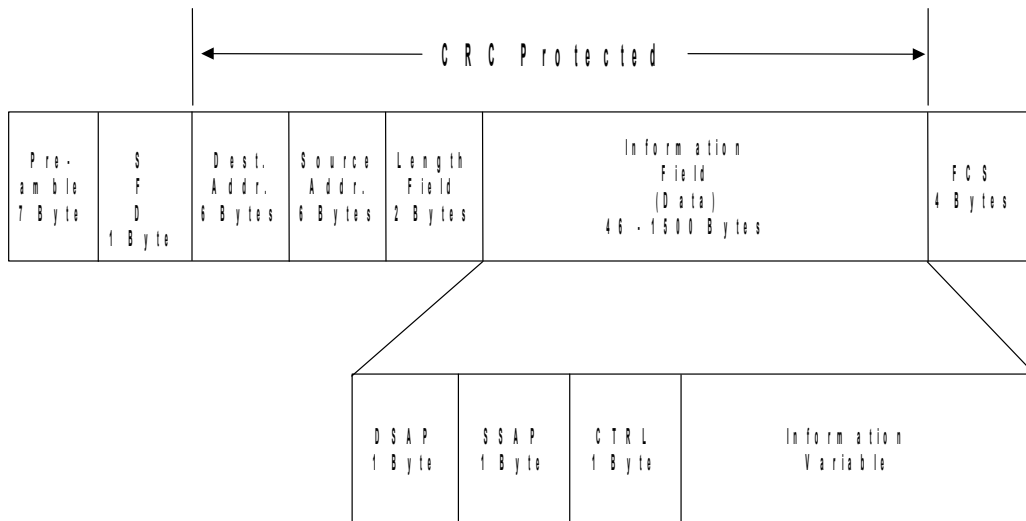 CRC Protected
Pre-
amble
7 Byte
S
F
D
1 Byte
Dest.
Addr.
6 Bytes
Source
Addr.
6 Bytes
Length
Field
2 Bytes
Information
Field
(Data)
46 - 1500 Bytes
FCS
4 Bytes
DSAP
1 Byte
SSAP
1 Byte
CTRL
1 Byte
Information
Variable